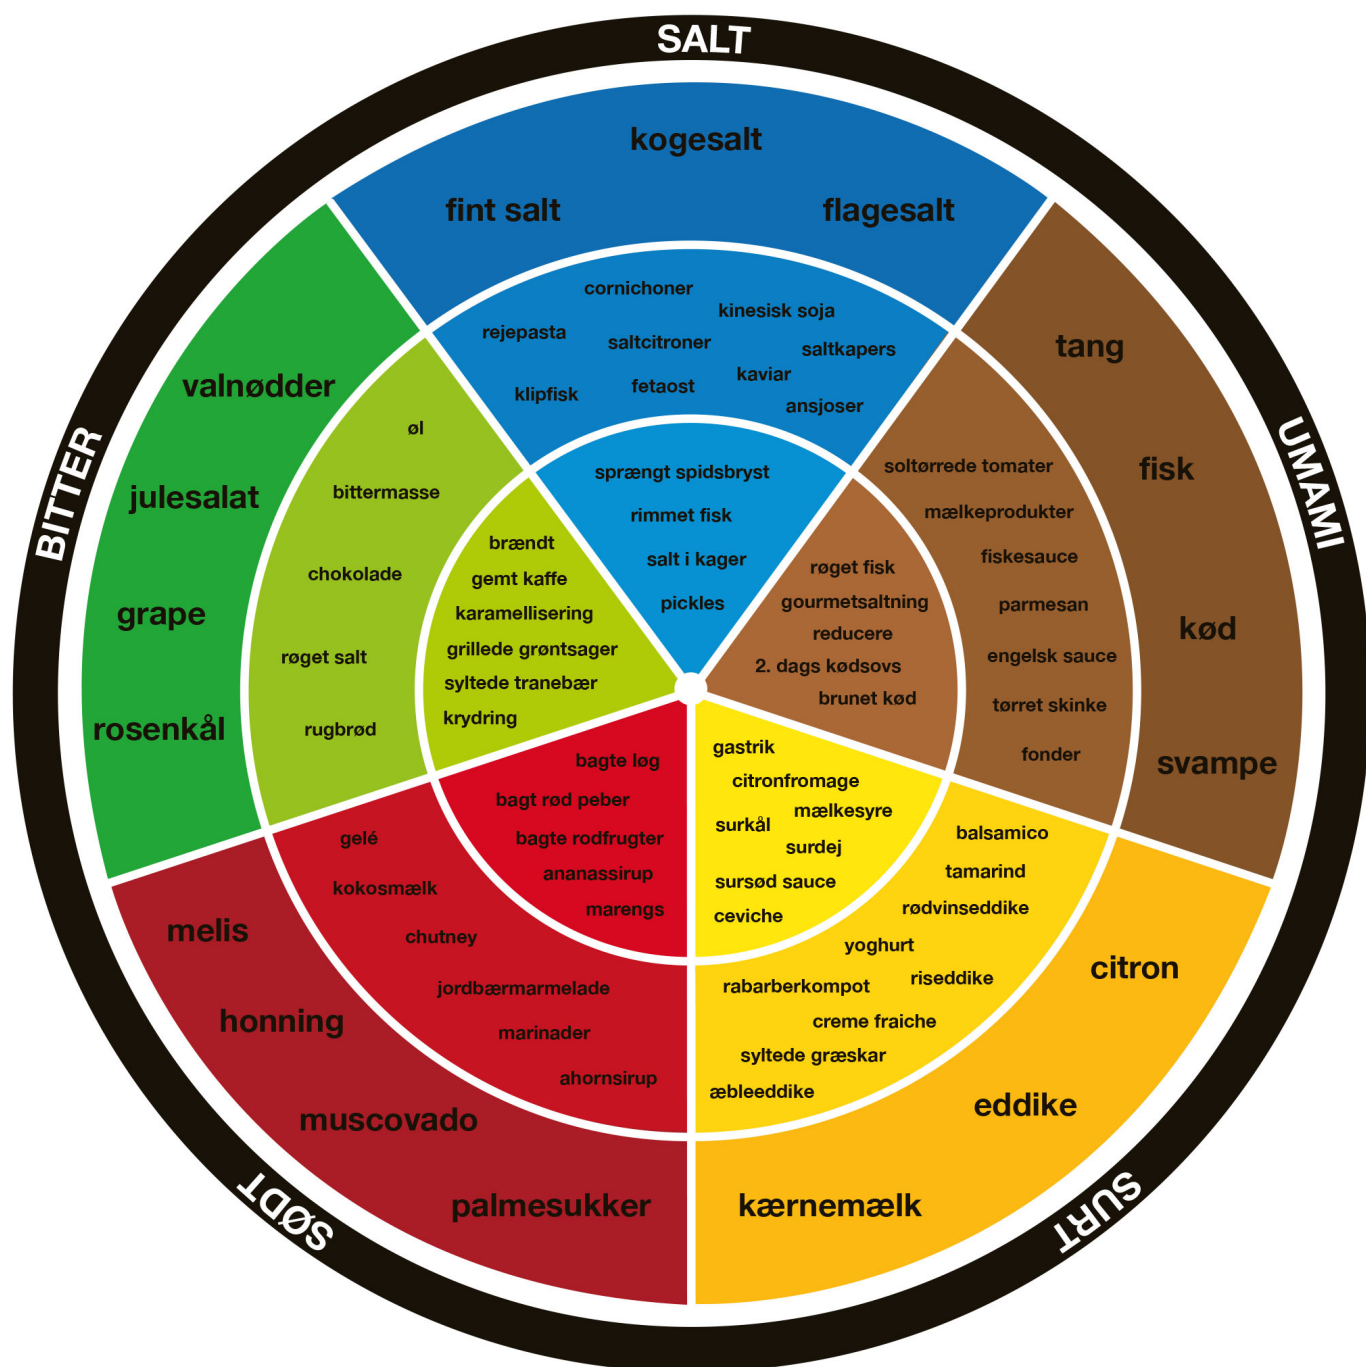 SALT
kogesalt
fint salt
flagesalt
cornichoner
kinesisk soja
rejepasta
saltcitroner
saltkapers
kaviar
klipfisk
fetaost
ansjoser
sprængt spidsbryst
rimmet fisk
salt i kager
pickles
UMAMI
tang
fisk
kød
svampe
soltørrede tomater
mælkeprodukter
fiskesauce
parmesan
engelsk sauce
tørret skinke
fonder
røget fisk
gourmetsaltning
reducere
2. dags kødsovs
brunet kød
SURT
citron
eddike
kærnemælk
balsamico
tamarind
rødvinseddike
yoghurt
riseddike
rabarberkompot
creme fraiche
syltede græskar
æbleeddike
gastrik
citronfromage
mælkesyre
surkål
surdej
sursød sauce
ceviche
SØDT
melis
honning
muscovado
palmesukker
gelé
kokosmælk
chutney
jordbærmarmelade
marinader
ahornsirup
bagte løg
bagt rød peber
bagte rodfrugter
ananassirup
marengs
BITTER
valnødder
julesalat
grape
rosenkål
øl
bittermasse
chokolade
røget salt
rugbrød
brændt
gemt kaffe
karamellisering
grillede grøntsager
syltede tranebær
krydring